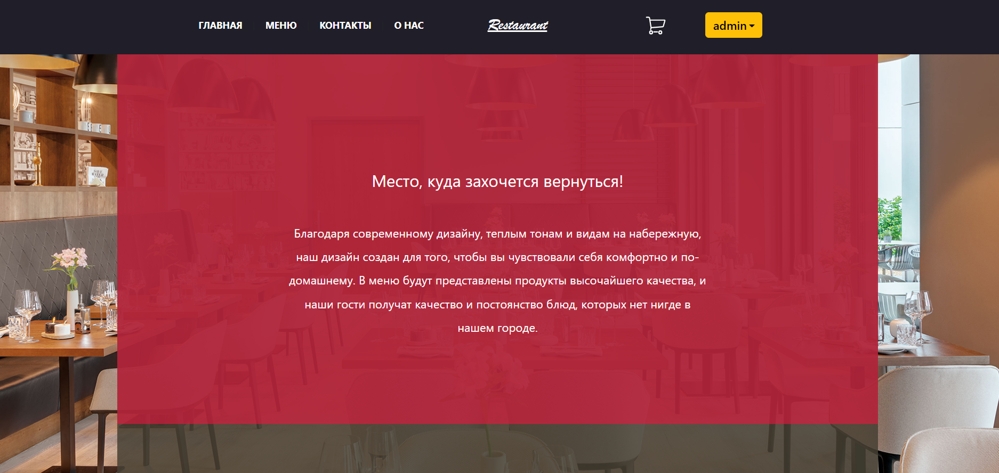 ГЛАВНАЯ МЕНЮ КОНТАКТЫ О НАС Restaurant admin
SAVE
WATER
Место, куда захочется вернуться!
Благодаря современному дизайну, теплым тонам и видам на набережную,
наш дизайн создан для того, чтобы вы чувствовали себя комфортно и по-
домашнему. В меню будут представлены продукты высочайшего качества, и
наши гости получат качество и постоянство блюд, которых нет нигде в
нашем городе.